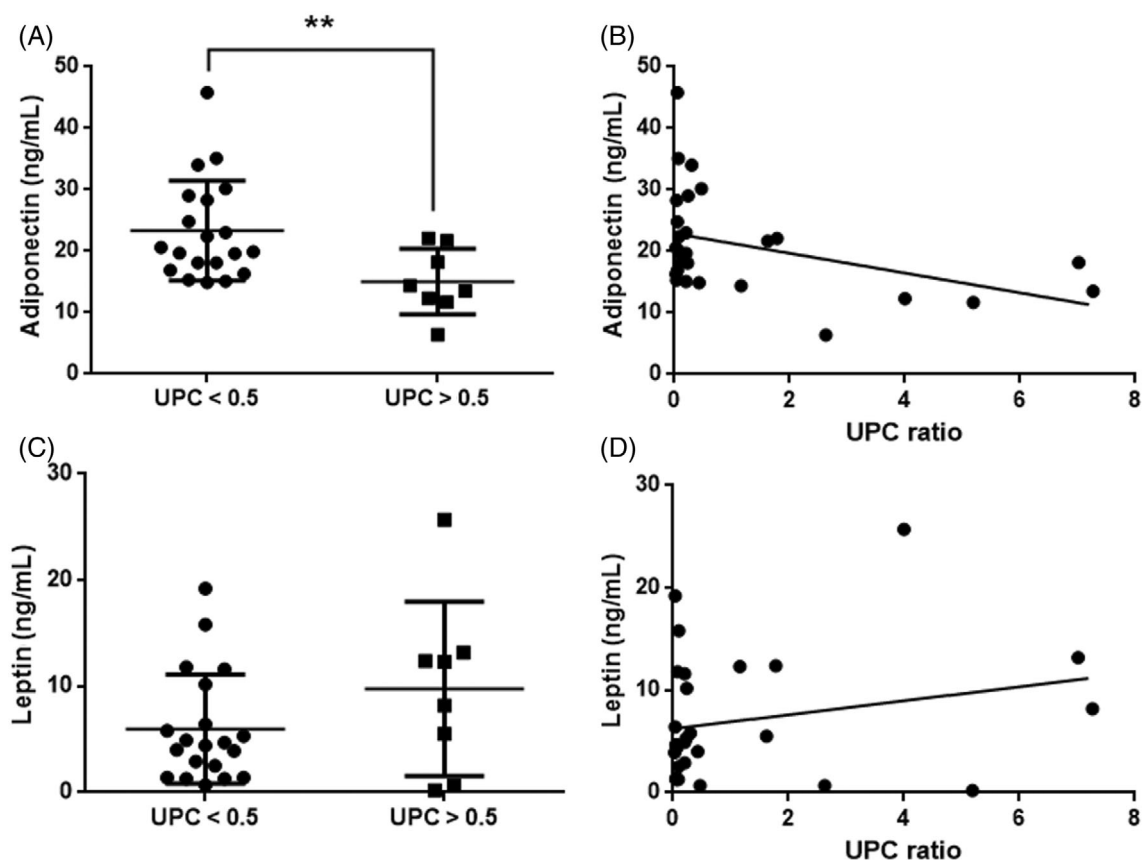 (A)
**
50
40
30
20
10
0
Adiponectin (ng/mL)
UPC < 0.5
UPC > 0.5
(B)
50
40
30
20
10
0
Adiponectin (ng/mL)
0
2
4
6
8
UPC ratio
(C)
30
20
10
0
Leptin (ng/mL)
UPC < 0.5
UPC > 0.5
(D)
30
20
10
0
Leptin (ng/mL)
0
2
4
6
8
UPC ratio